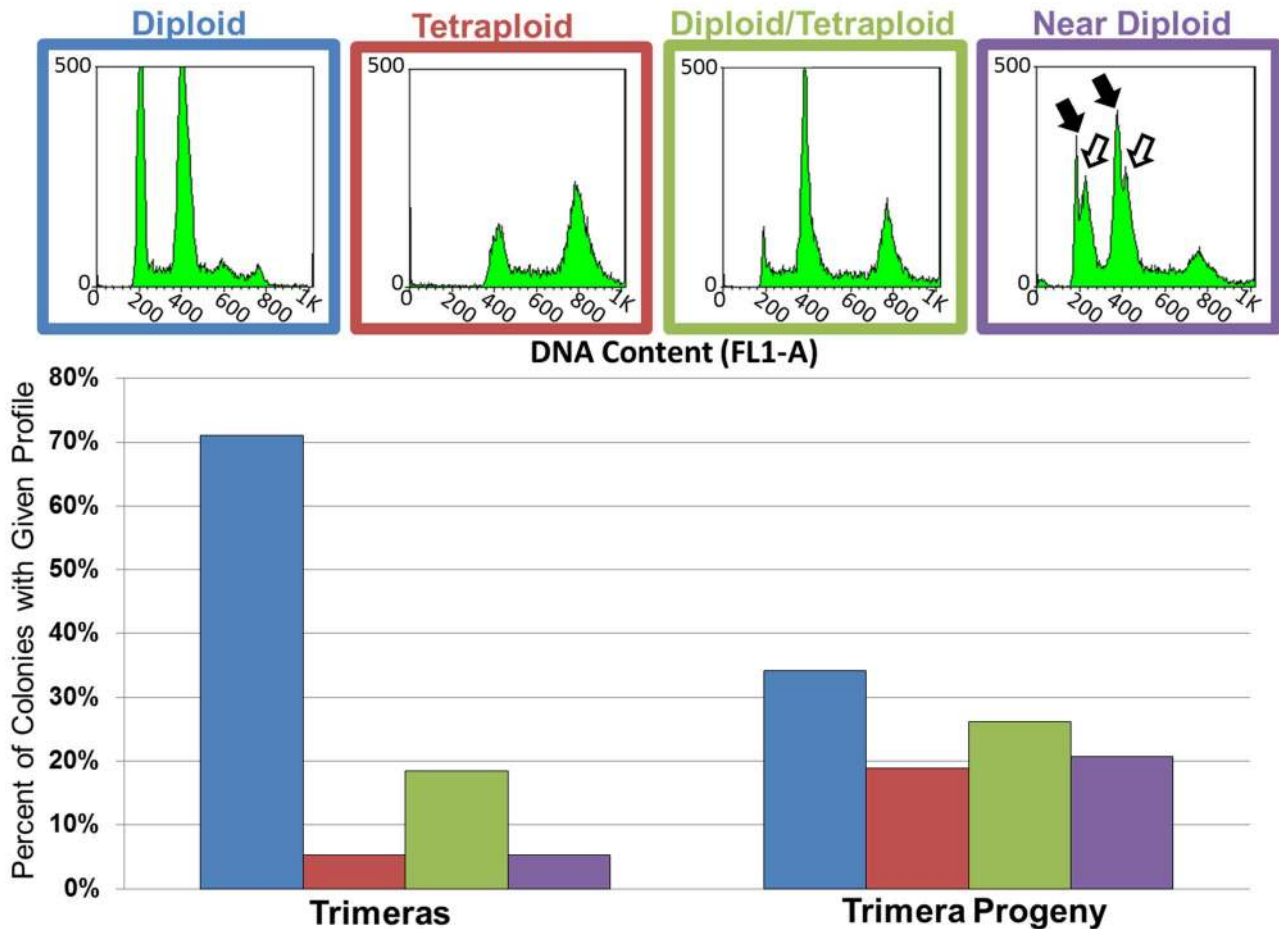 Diploid Tetraploid Diploid/Tetraploid Near Diploid
500 500 500 500
0 0 0 0
0 200 400 600 800 1K 0 200 400 600 800 1K 0 200 400 600 800 1K 0 200 400 600 800 1K
DNA Content (FL1-A)
Percent of Colonies with Given Profile
80%
70%
60%
50%
40%
30%
20%
10%
0%
Trimeras Trimera Progeny